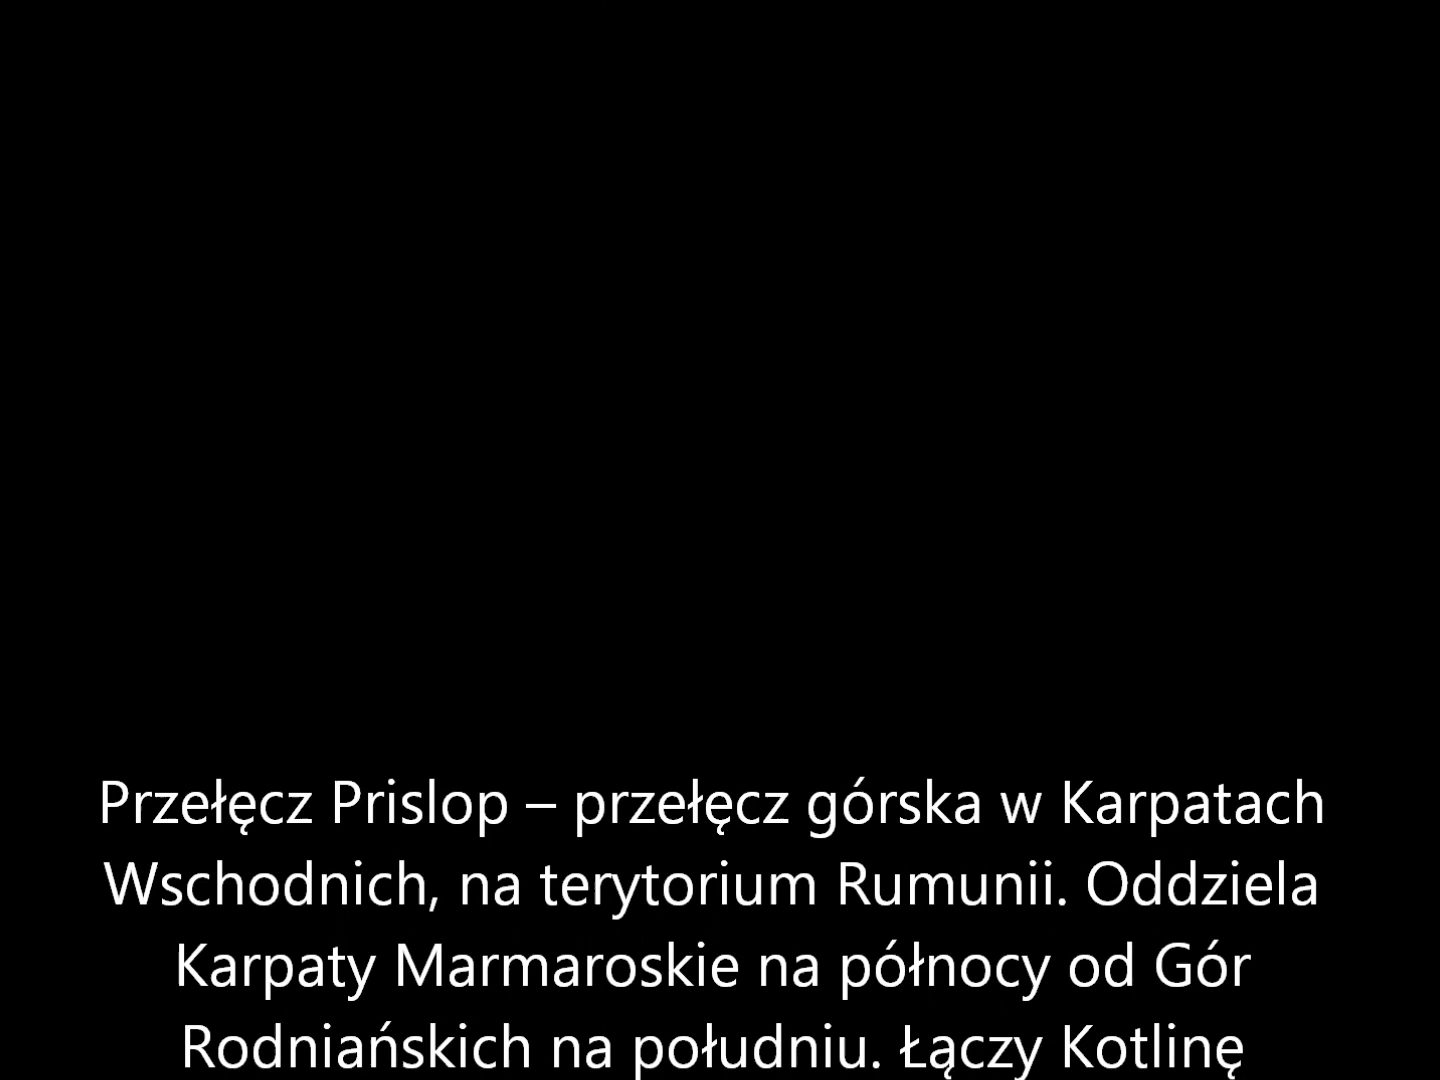 Przełęcz Prislop – przełęcz górska w Karpatach
Wschodnich, na terytorium Rumunii. Oddziela
Karpaty Marmaroskie na północy od Gór
Rodniańskich na południu. Łączy Kotlinę